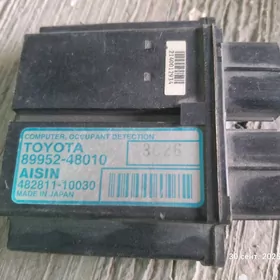 COMPUTER, OCCUPANT DETECTION
TOYOTA
89952-48010
AISIN
482811-10030
MADE IN JAPAN